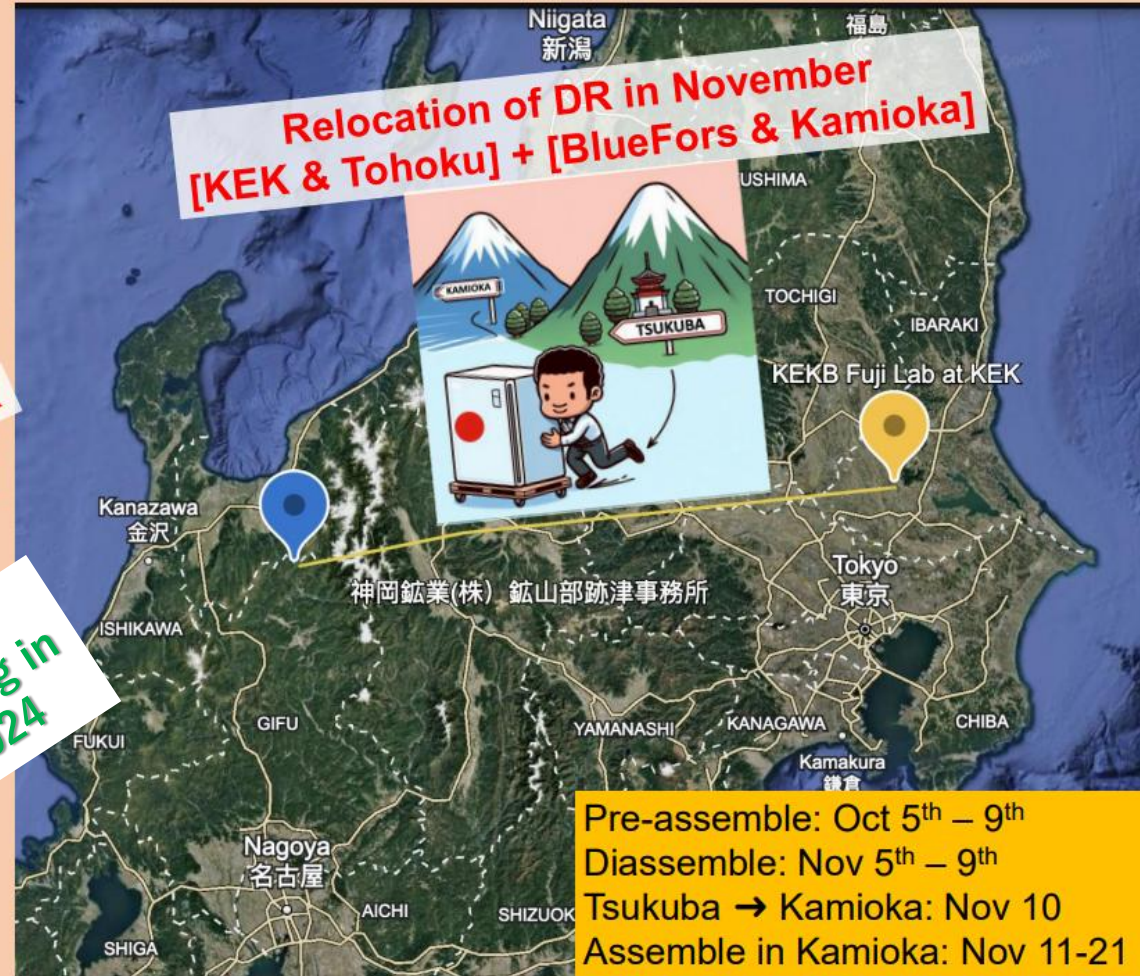 Niigata
新潟
福島
Google
Relocation of DR in November
[KEK & Tohoku] + [BlueFors & Kamioka]
USHIMA
KAMIOKA
TSUKUBA
TOCHIGI
IBARAKI
KEKB Fuji Lab at KEK
Kanazawa
金沢
神岡鉱業(株) 鉱山部跡津事務所
Tokyo
東京
ISHIKAWA
g in
024
FUKUI
GIFU
YAMANASHI
KANAGAWA
CHIBA
Kamakura
鎌倉
Nagoya
名古屋
AICHI
SHIZUOK
SHIGA
Pre-assemble: Oct 5th – 9th
Diassemble: Nov 5th – 9th
Tsukuba → Kamioka: Nov 10
Assemble in Kamioka: Nov 11-21